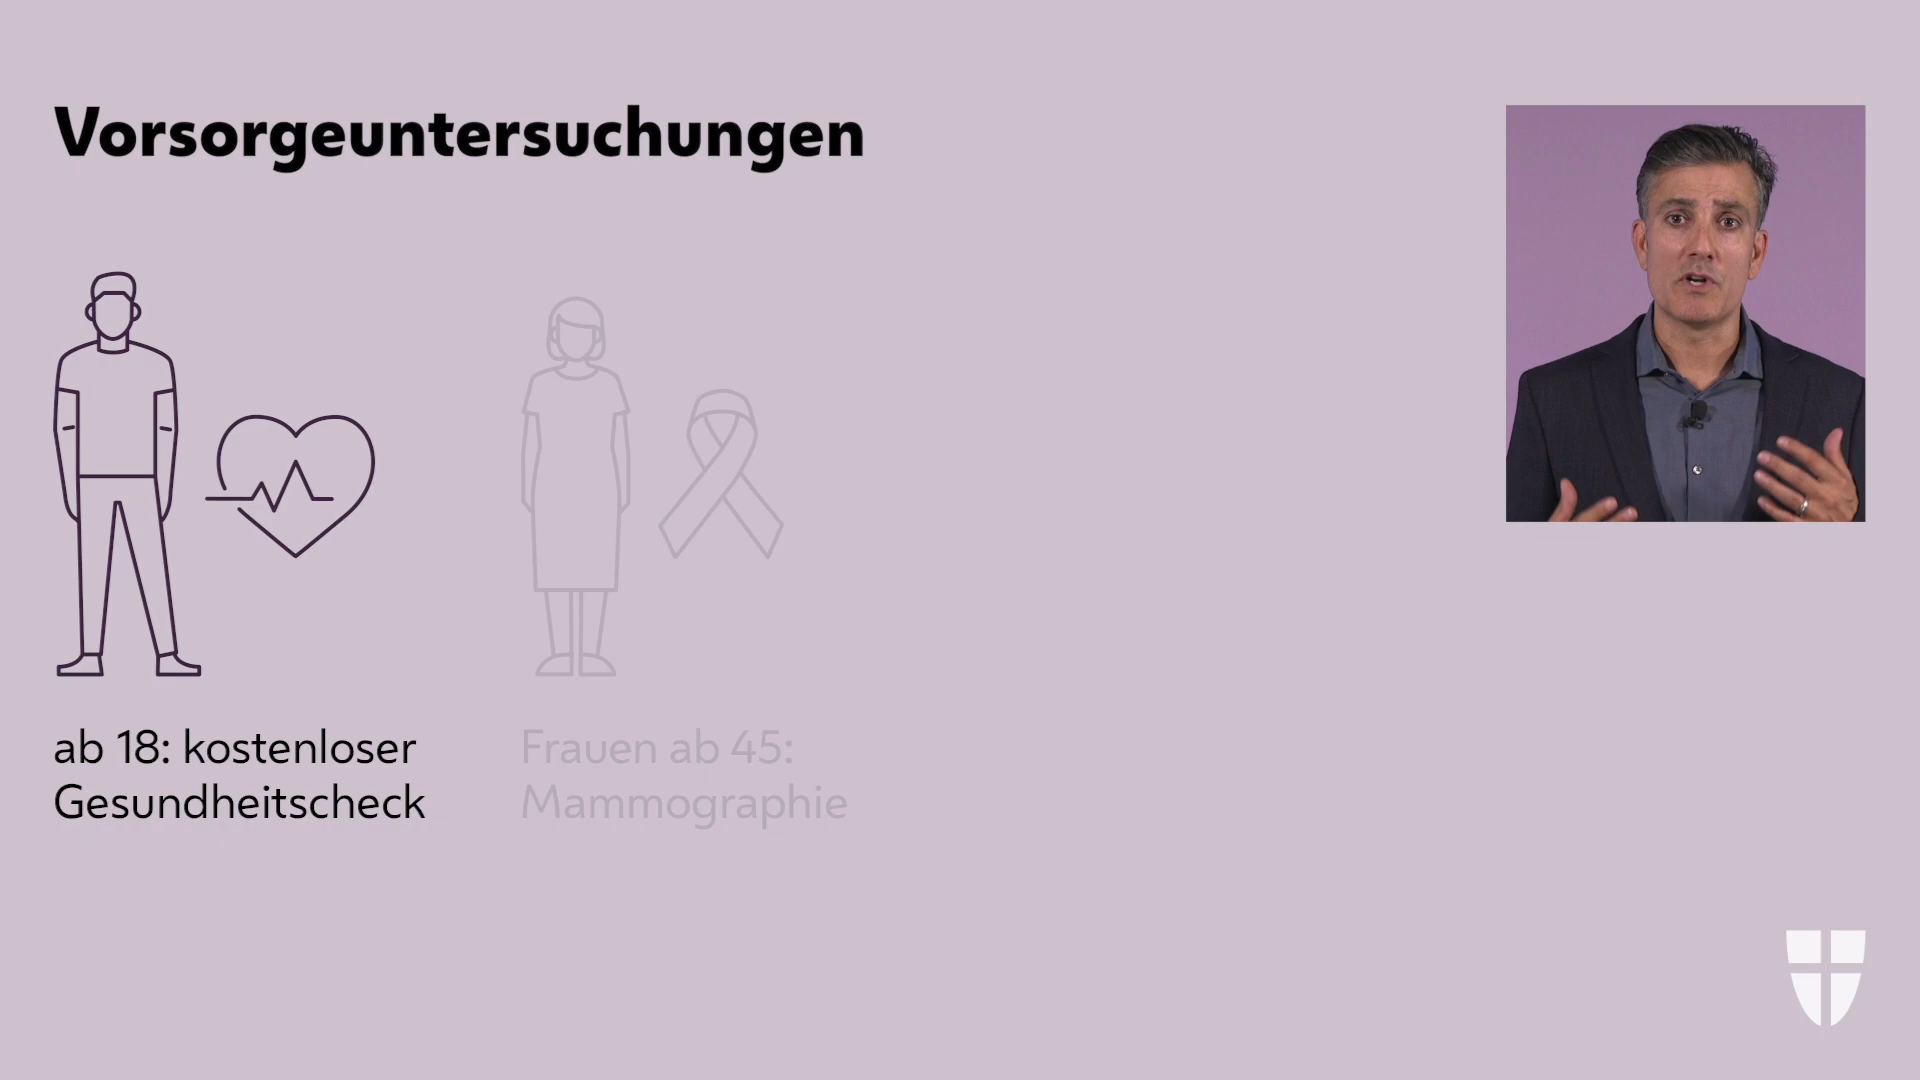 Vorsorgeuntersuchungen
ab 18: kostenloser
Gesundheitscheck
Frauen ab 45:
Mammographie